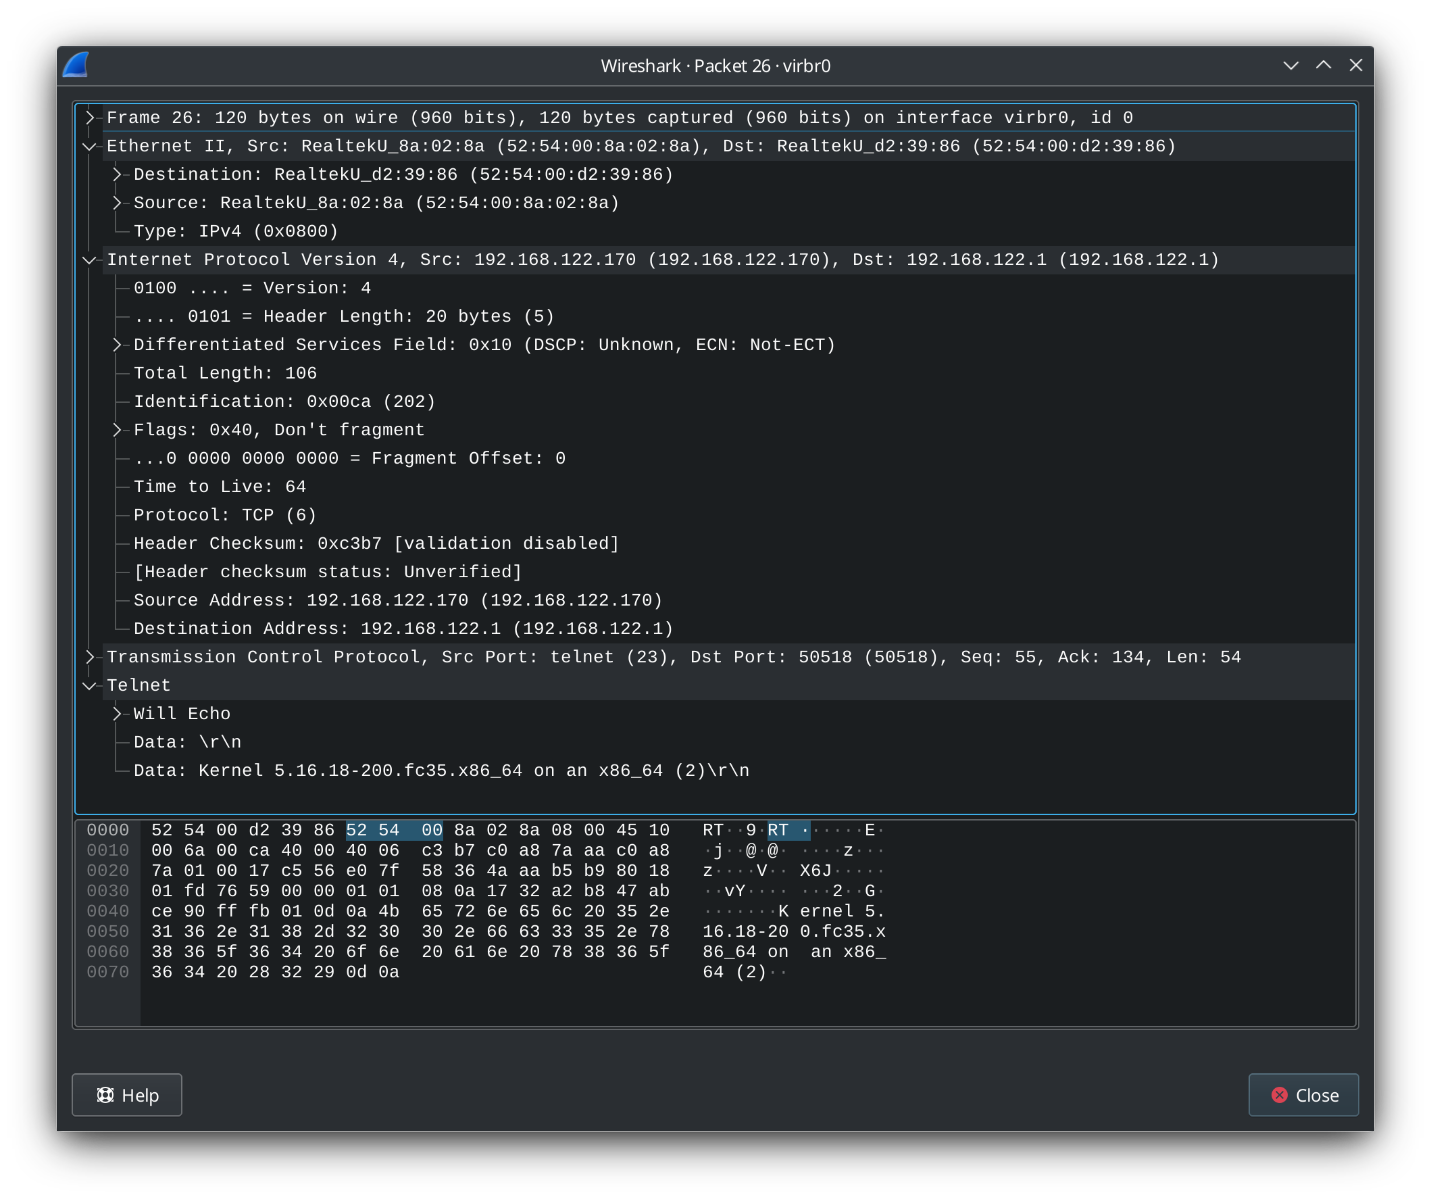 Wireshark · Packet 26 · virbr0
Frame 26: 120 bytes on wire (960 bits), 120 bytes captured (960 bits) on interface virbr0, id 0
Ethernet II, Src: RealtekU_8a:02:8a (52:54:00:8a:02:8a), Dst: RealtekU_d2:39:86 (52:54:00:d2:39:86)
Destination: RealtekU_d2:39:86 (52:54:00:d2:39:86)
Source: RealtekU_8a:02:8a (52:54:00:8a:02:8a)
Type: IPv4 (0x0800)
Internet Protocol Version 4, Src: 192.168.122.170 (192.168.122.170), Dst: 192.168.122.1 (192.168.122.1)
0100 .... = Version: 4
.... 0101 = Header Length: 20 bytes (5)
Differentiated Services Field: 0x10 (DSCP: Unknown, ECN: Not-ECT)
Total Length: 106
Identification: 0x00ca (202)
Flags: 0x40, Don't fragment
...0 0000 0000 0000 = Fragment Offset: 0
Time to Live: 64
Protocol: TCP (6)
Header Checksum: 0xc3b7 [validation disabled]
[Header checksum status: Unverified]
Source Address: 192.168.122.170 (192.168.122.170)
Destination Address: 192.168.122.1 (192.168.122.1)
Transmission Control Protocol, Src Port: telnet (23), Dst Port: 50518 (50518), Seq: 55, Ack: 134, Len: 54
Telnet
Will Echo
Data: \r\n
Data: Kernel 5.16.18-200.fc35.x86_64 on an x86_64 (2)\r\n
0000 52 54 00 d2 39 86 52 54 00 8a 02 8a 08 00 45 10 RT··9·RT ······E·
0010 00 6a 00 ca 40 00 40 06 c3 b7 c0 a8 7a aa c0 a8 ·j··@·@· ····z···
0020 7a 01 00 17 c5 56 e0 7f 58 36 4a aa b5 b9 80 18 z····V·· X6J·····
0030 01 fd 76 59 00 00 01 01 08 0a 17 32 a2 b8 47 ab ··vY···· ···2··G·
0040 ce 90 ff fb 01 0d 0a 4b 65 72 6e 65 6c 20 35 2e ·······K ernel 5.
0050 31 36 2e 31 38 2d 32 30 30 2e 66 63 33 35 2e 78 16.18-20 0.fc35.x
0060 38 36 5f 36 34 20 6f 6e 20 61 6e 20 78 38 36 5f 86_64 on an x86_
0070 36 34 20 28 32 29 0d 0a 64 (2)··
Help Close